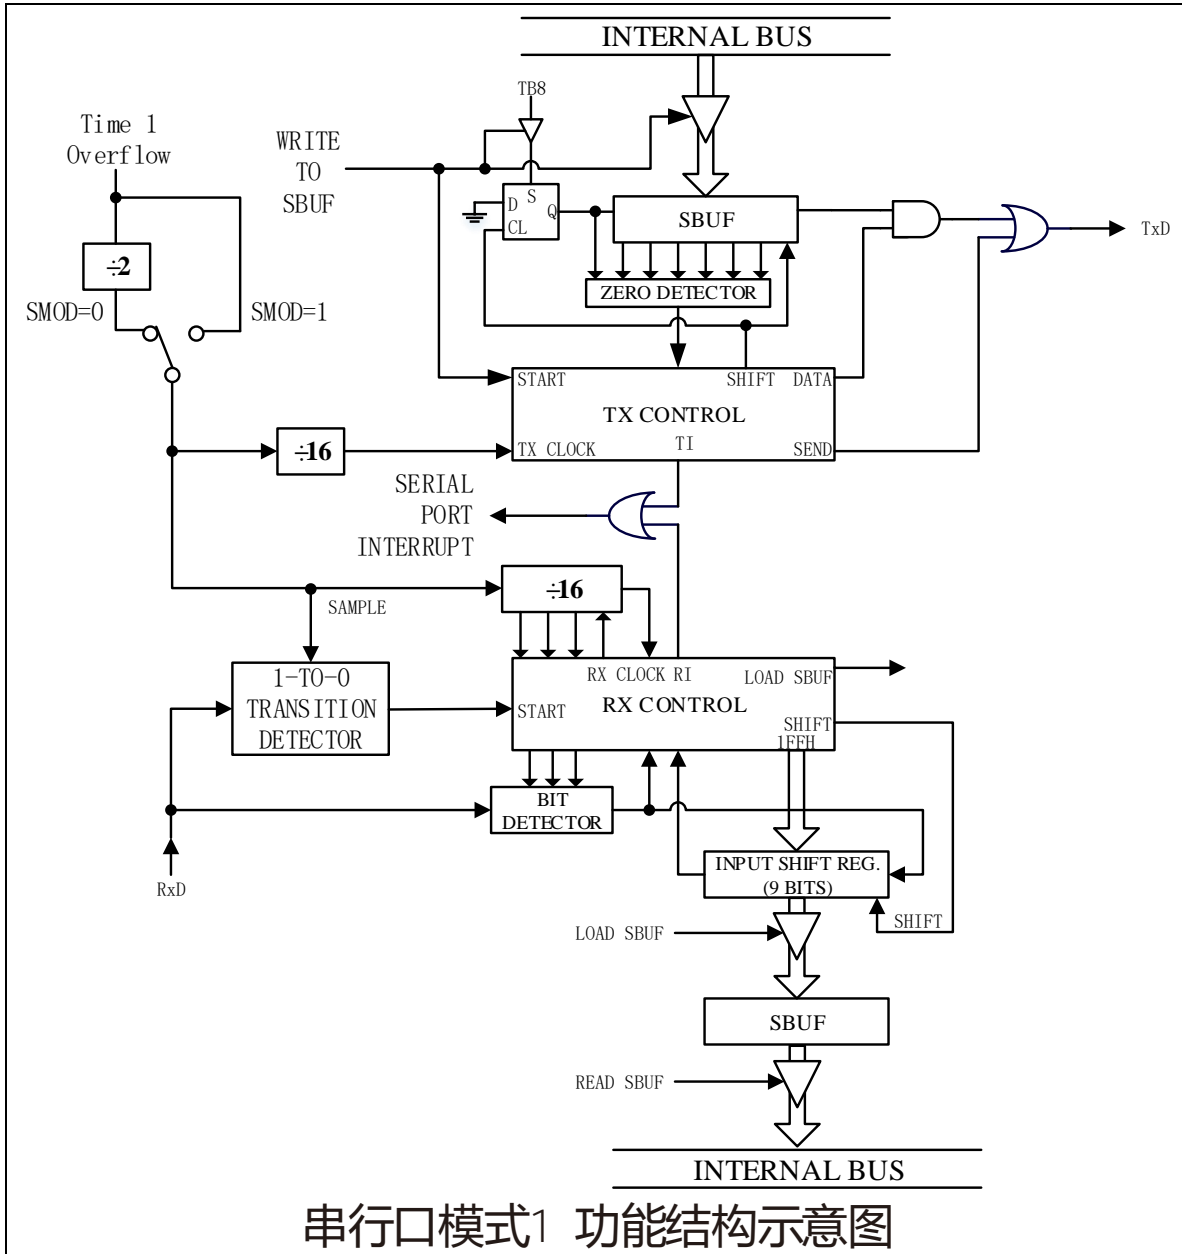 INTERNAL BUS
TB8
Time 1
Overflow
WRITE
TO
SBUF
S
D
Q
CL
SBUF
TxD
÷2
ZERO DETECTOR
SMOD=0
SMOD=1
START
SHIFT
DATA
TX CONTROL
TX CLOCK
TI
SEND
÷16
SERIAL
PORT
INTERRUPT
÷16
SAMPLE
RX CLOCK
RI
LOAD SBUF
1-TO-0
TRANSITION
DETECTOR
START
RX CONTROL
SHIFT
1FFH
BIT
DETECTOR
RxD
INPUT SHIFT REG.
(9 BITS)
SHIFT
LOAD SBUF
SBUF
READ SBUF
INTERNAL BUS
串行口模式1 功能结构示意图